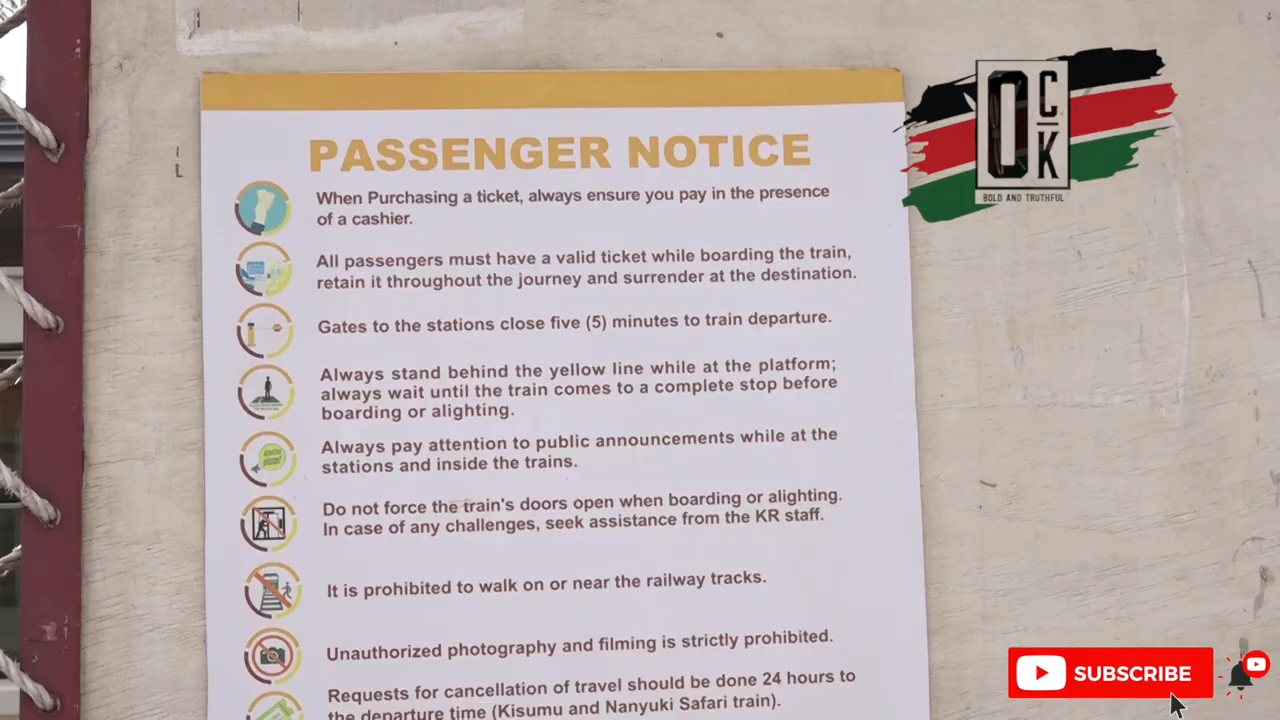 PASSENGER NOTICE
When Purchasing a ticket, always ensure you pay in the presence
of a cashier.
All passengers must have a valid ticket while boarding the train,
retain it throughout the journey and surrender at the destination.
Gates to the stations close five (5) minutes to train departure.
Always stand behind the yellow line while at the platform;
always wait until the train comes to a complete stop before
boarding or alighting.
Always pay attention to public announcements while at the
stations and inside the trains.
Do not force the train's doors open when boarding or alighting.
In case of any challenges, seek assistance from the KR staff.
It is prohibited to walk on or near the railway tracks.
Unauthorized photography and filming is strictly prohibited.
Requests for cancellation of travel should be done 24 hours to
the departure time (Kisumu and Nanyuki Safari train).
OCK
BOLD AND TRUTHFUL
SUBSCRIBE